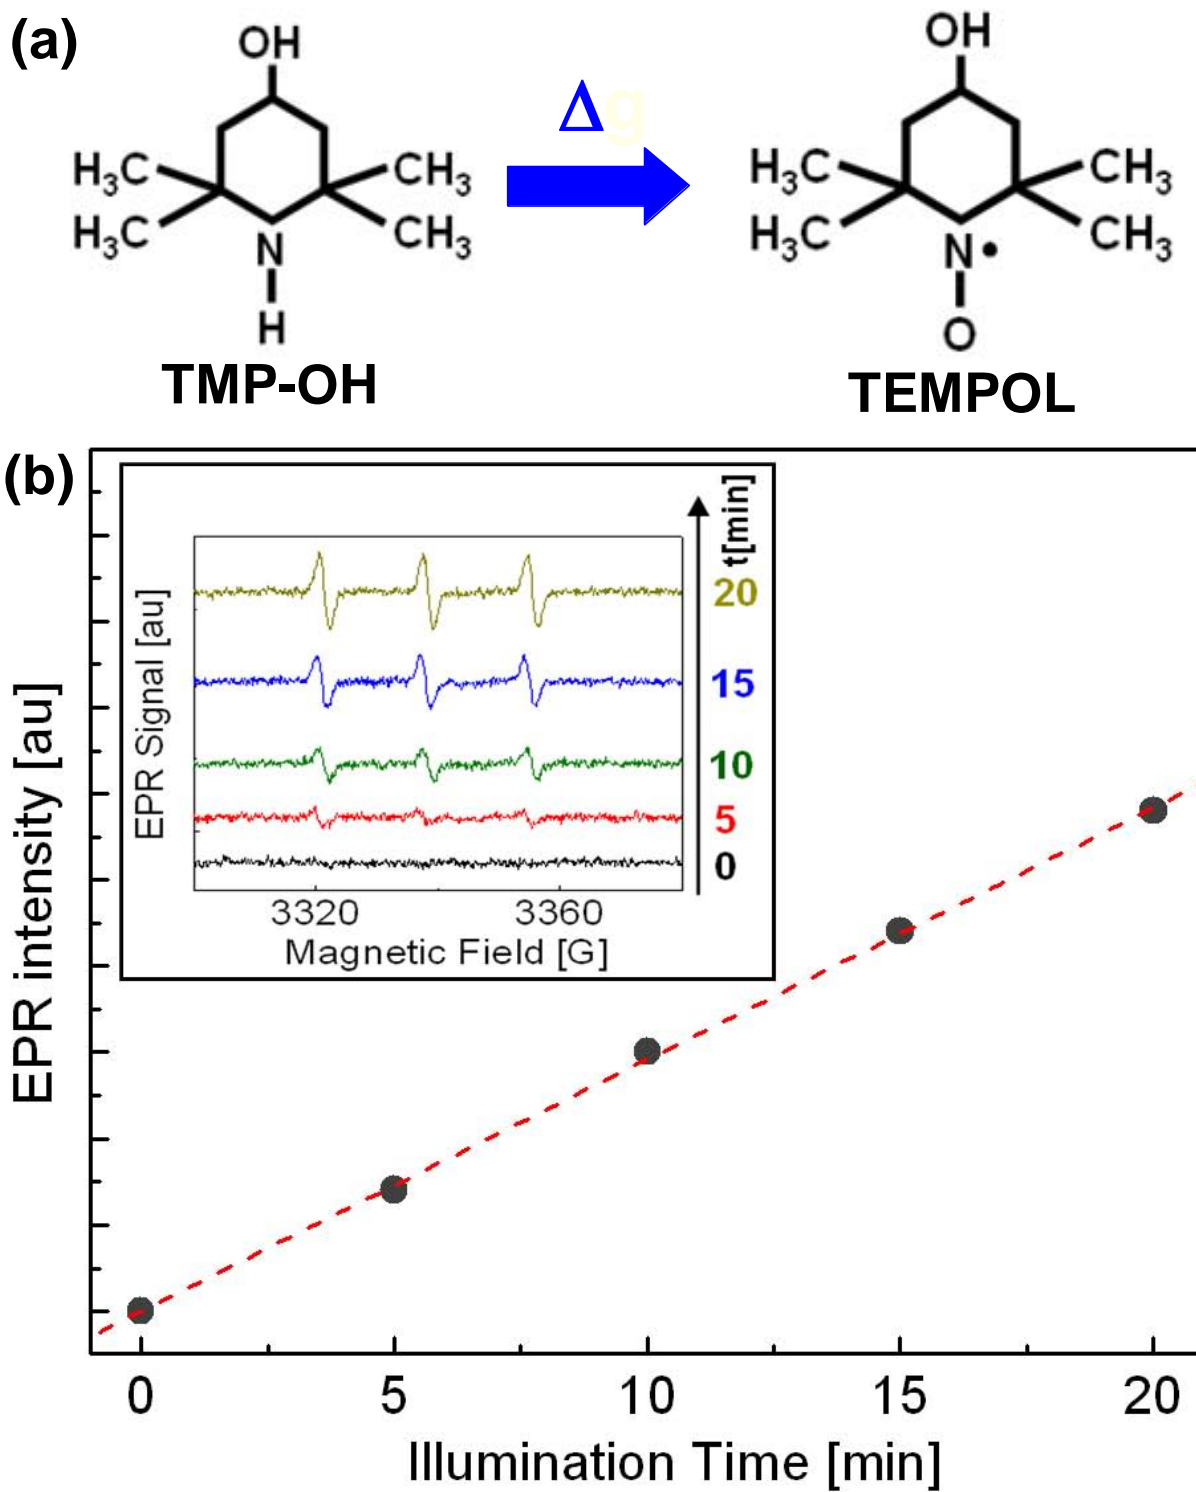 (a)
OH
H3C
CH3
H3C
CH3
N
H
TMP-OH
Δg
OH
H3C
CH3
H3C
CH3
N•
O
TEMPOL
(b)
EPR intensity [au]
EPR Signal [au]
t[min]
20
15
10
5
0
3320 3360
Magnetic Field [G]
0 5 10 15 20
Illumination Time [min]